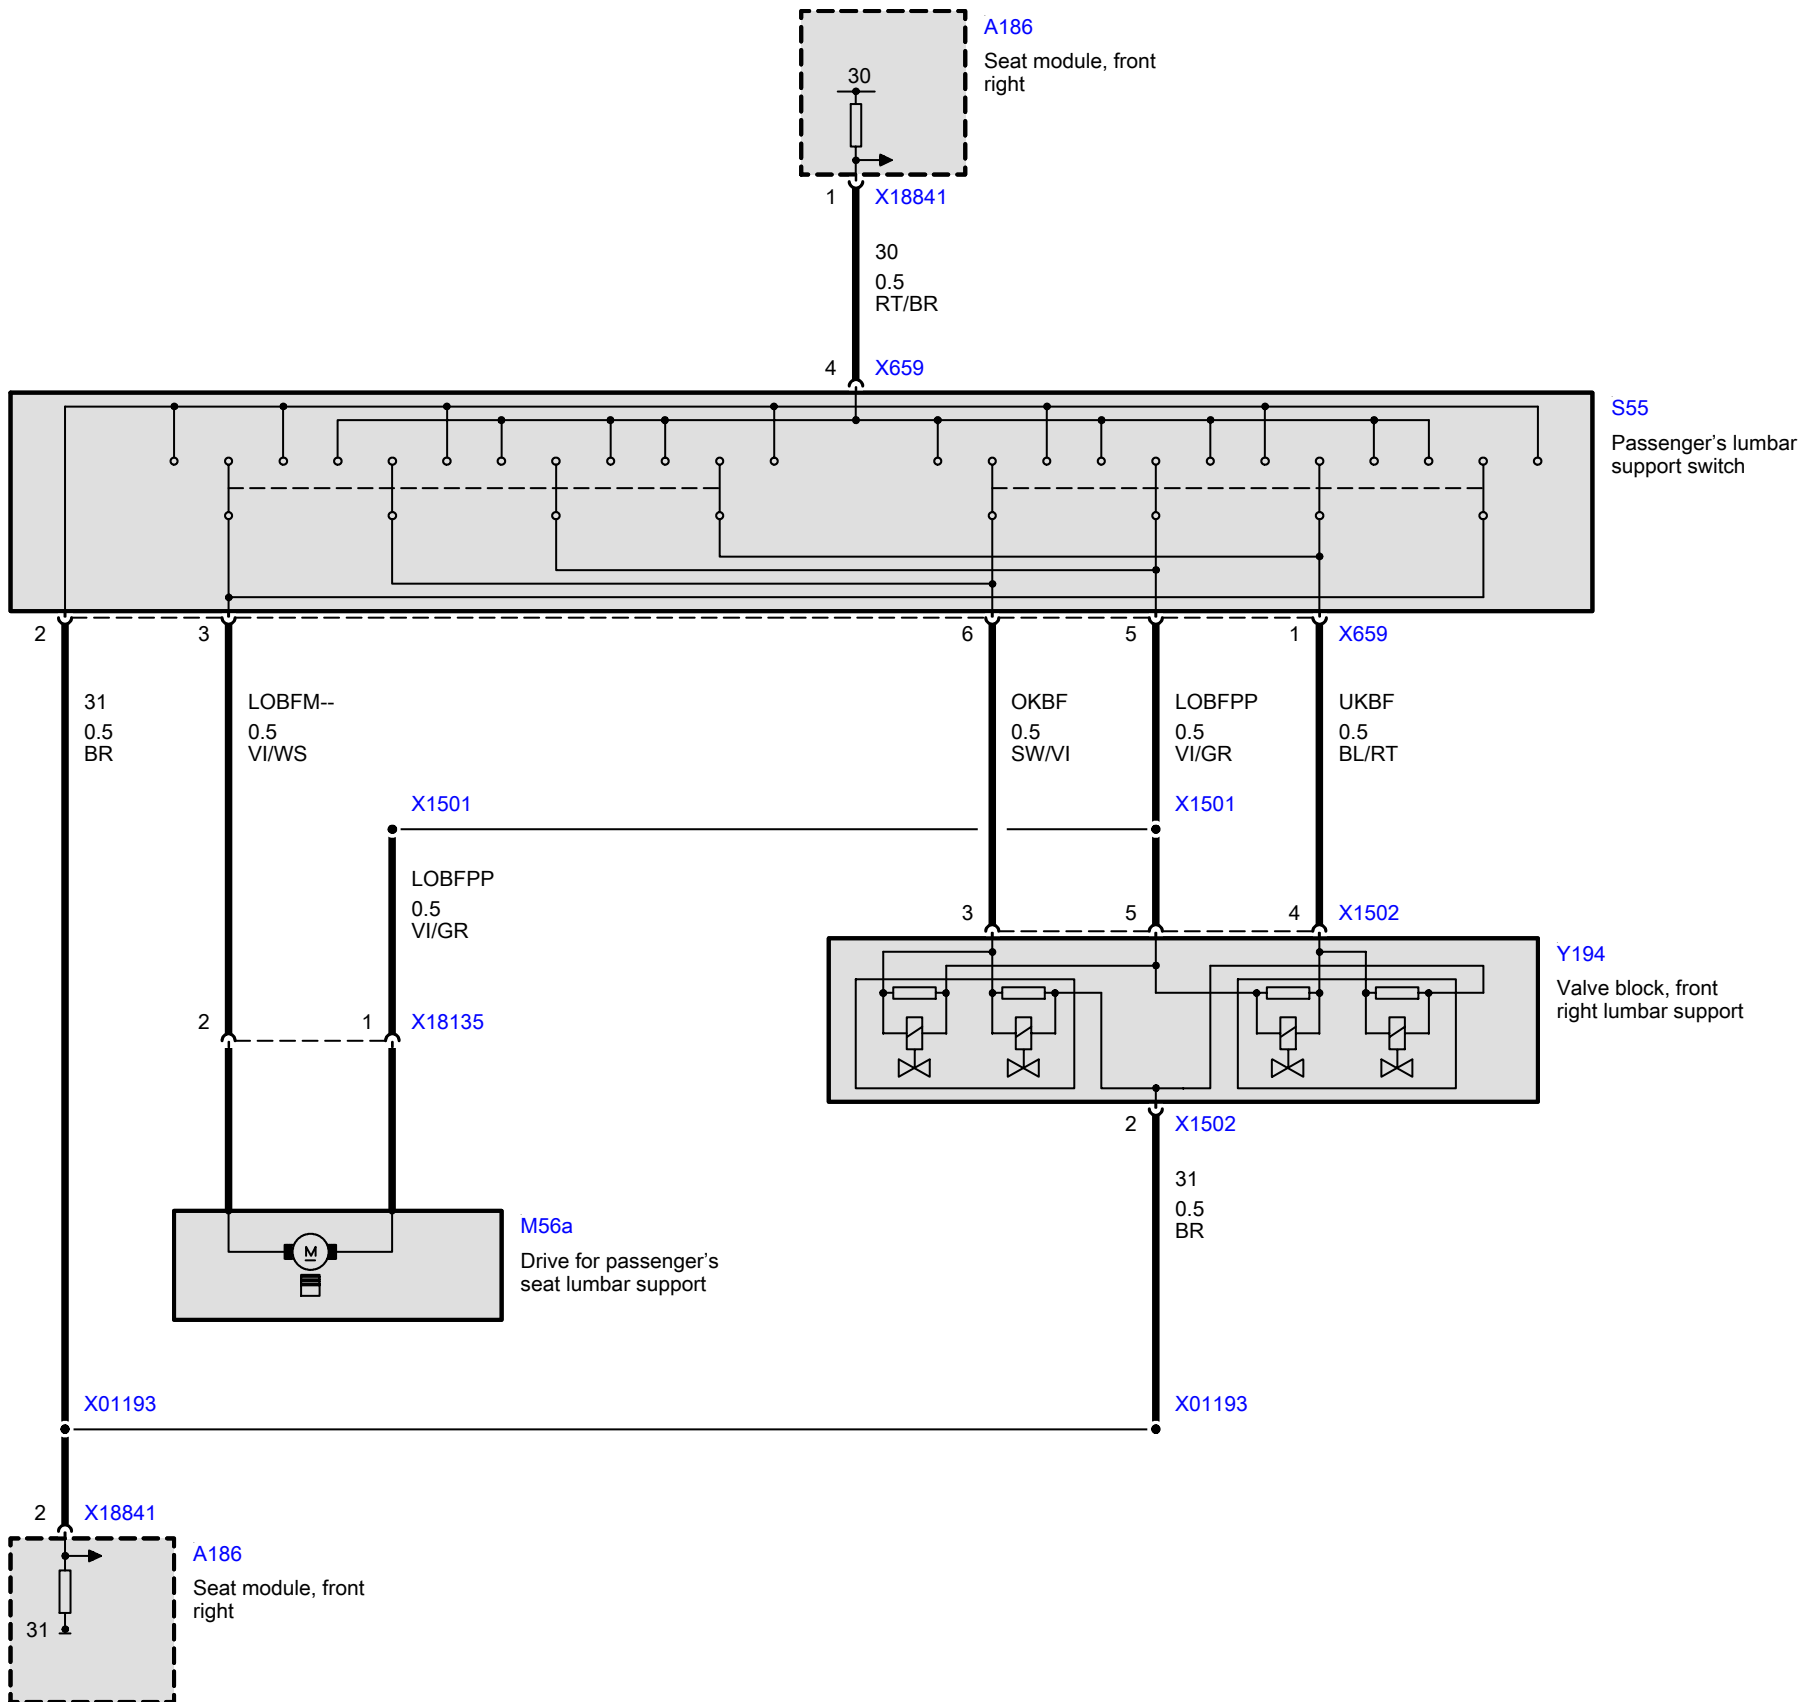 A186
Seat module, front
right
30
1 X18841
30
0.5
RT/BR
4 X659
S55
Passenger's lumbar
support switch
2 3 6 5 1 X659
31 LOBFM-- OKBF LOBFPP UKBF
0.5 0.5 0.5 0.5 0.5
BR VI/WS SW/VI VI/GR BL/RT
X1501 X1501
LOBFPP
0.5
VI/GR
3 5 4 X1502
Y194
Valve block, front
right lumbar support
2 1 X18135
2 X1502
31
0.5
BR
M56a
Drive for passenger's
seat lumbar support
M
X01193 X01193
2 X18841
A186
Seat module, front
right
31